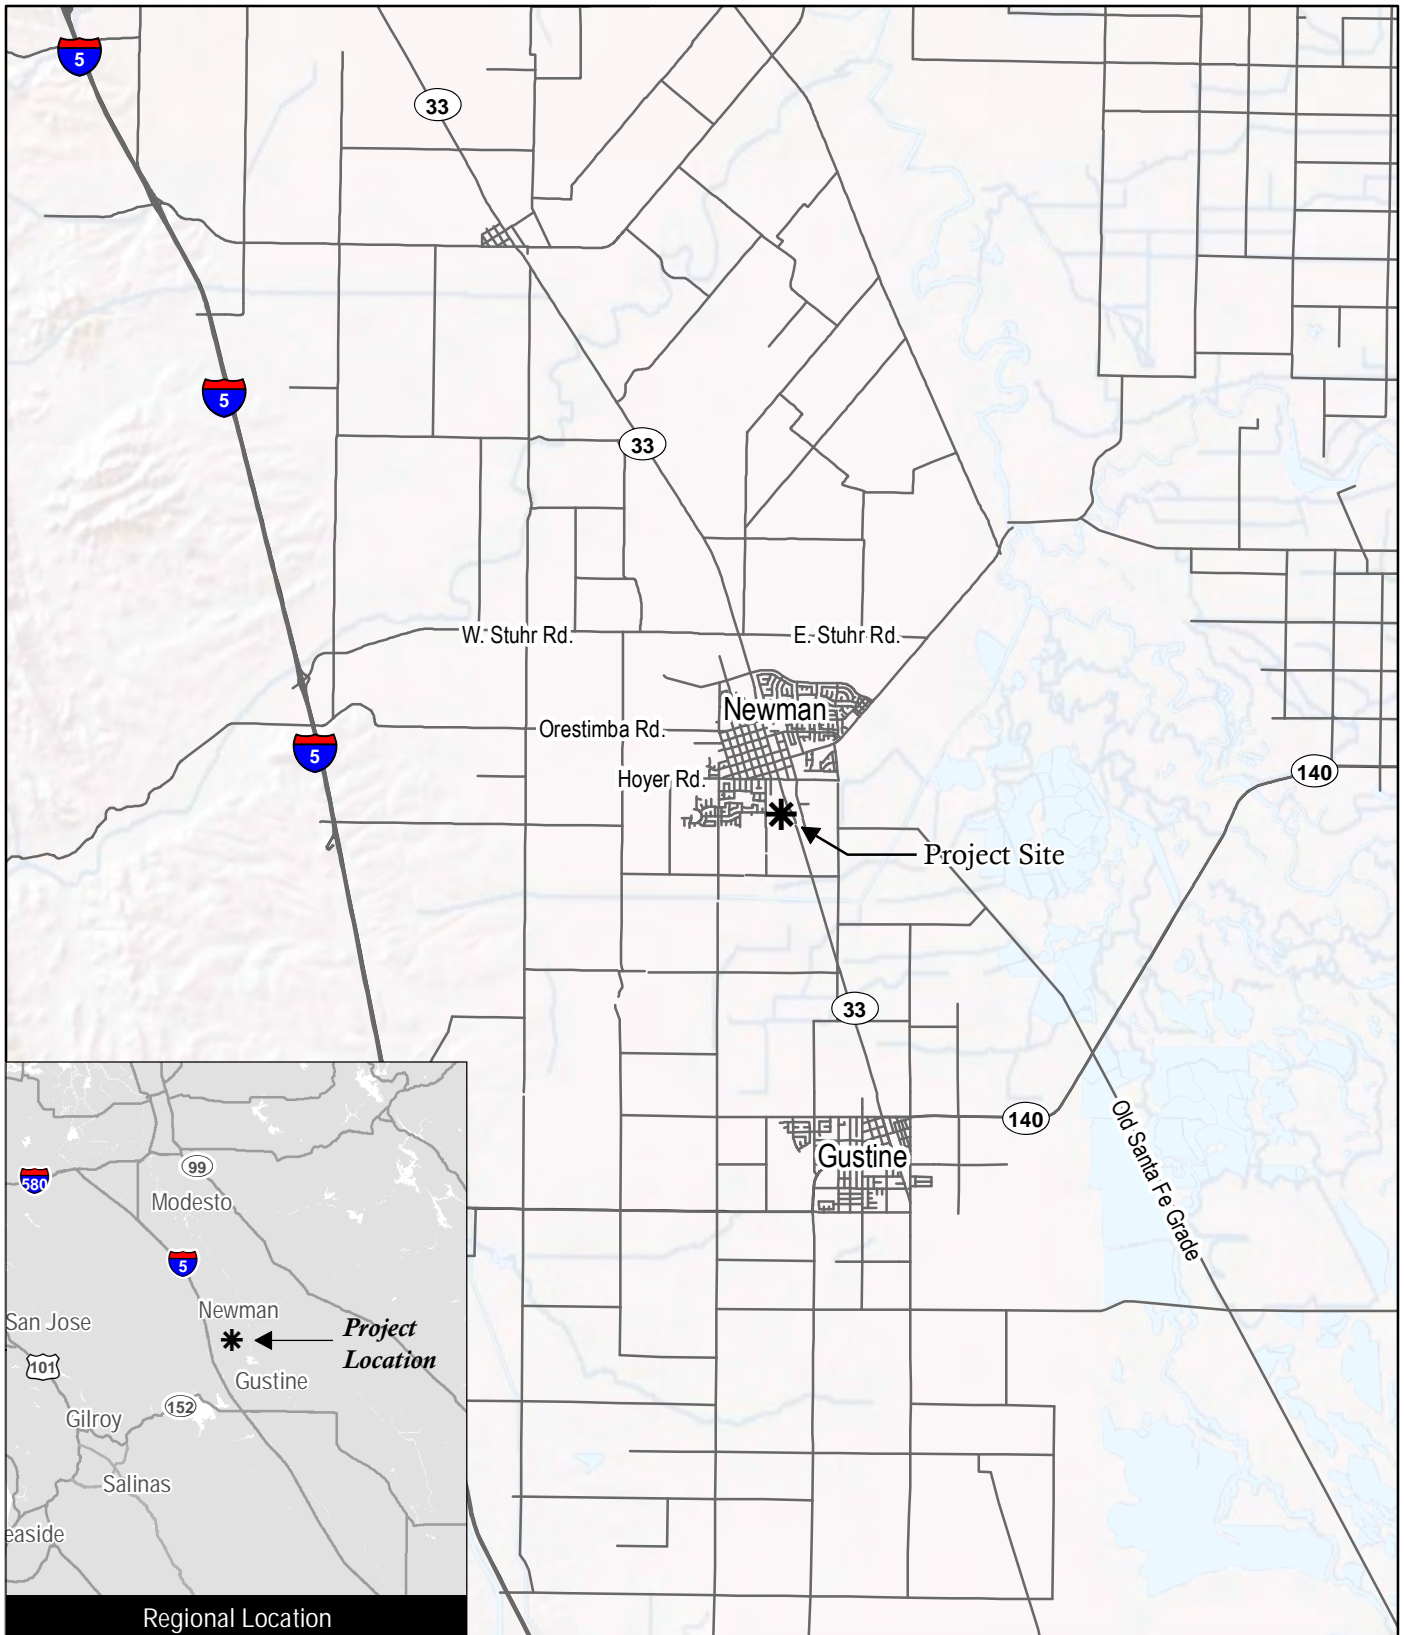 5
33
5
33
W. Stuhr Rd.
E. Stuhr Rd.
Newman
Orestimba Rd.
5
Hoyer Rd.
140
Project Site
33
140
Old Santa Fe Grade
Gustine
99
580
Modesto
5
Newman
San Jose
Project
Location
101
Gustine
152
Gilroy
Salinas
easide
Regional Location